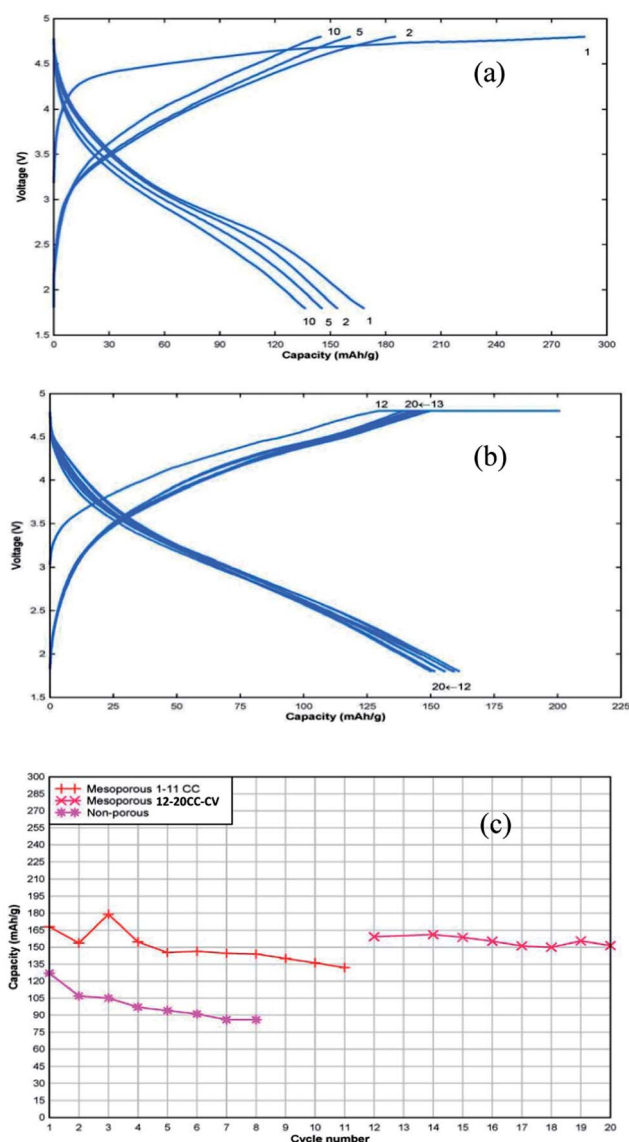 5
10 5 2
1
(a)
4.5
4
3.5
3
2.5
2
1.5
Voltage (V)
10 5 2 1
0 30 60 90 120 150 180 210 240 270 300
Capacity (mAh/g)
5
12 20←13
(b)
4.5
4
3.5
3
2.5
2
1.5
Voltage (V)
20←12
0 25 50 75 100 125 150 175 200 225
Capacity (mAh/g)
300
285
270
255
240
225
210
195
180
165
150
135
120
105
90
75
60
45
30
15
0
Capacity (mAh/g)
Mesoporous 1-11 CC
Mesoporous 12-20CC-CV
Non-porous
(c)
1 2 3 4 5 6 7 8 9 10 11 12 13 14 15 16 17 18 19 20
Cycle number